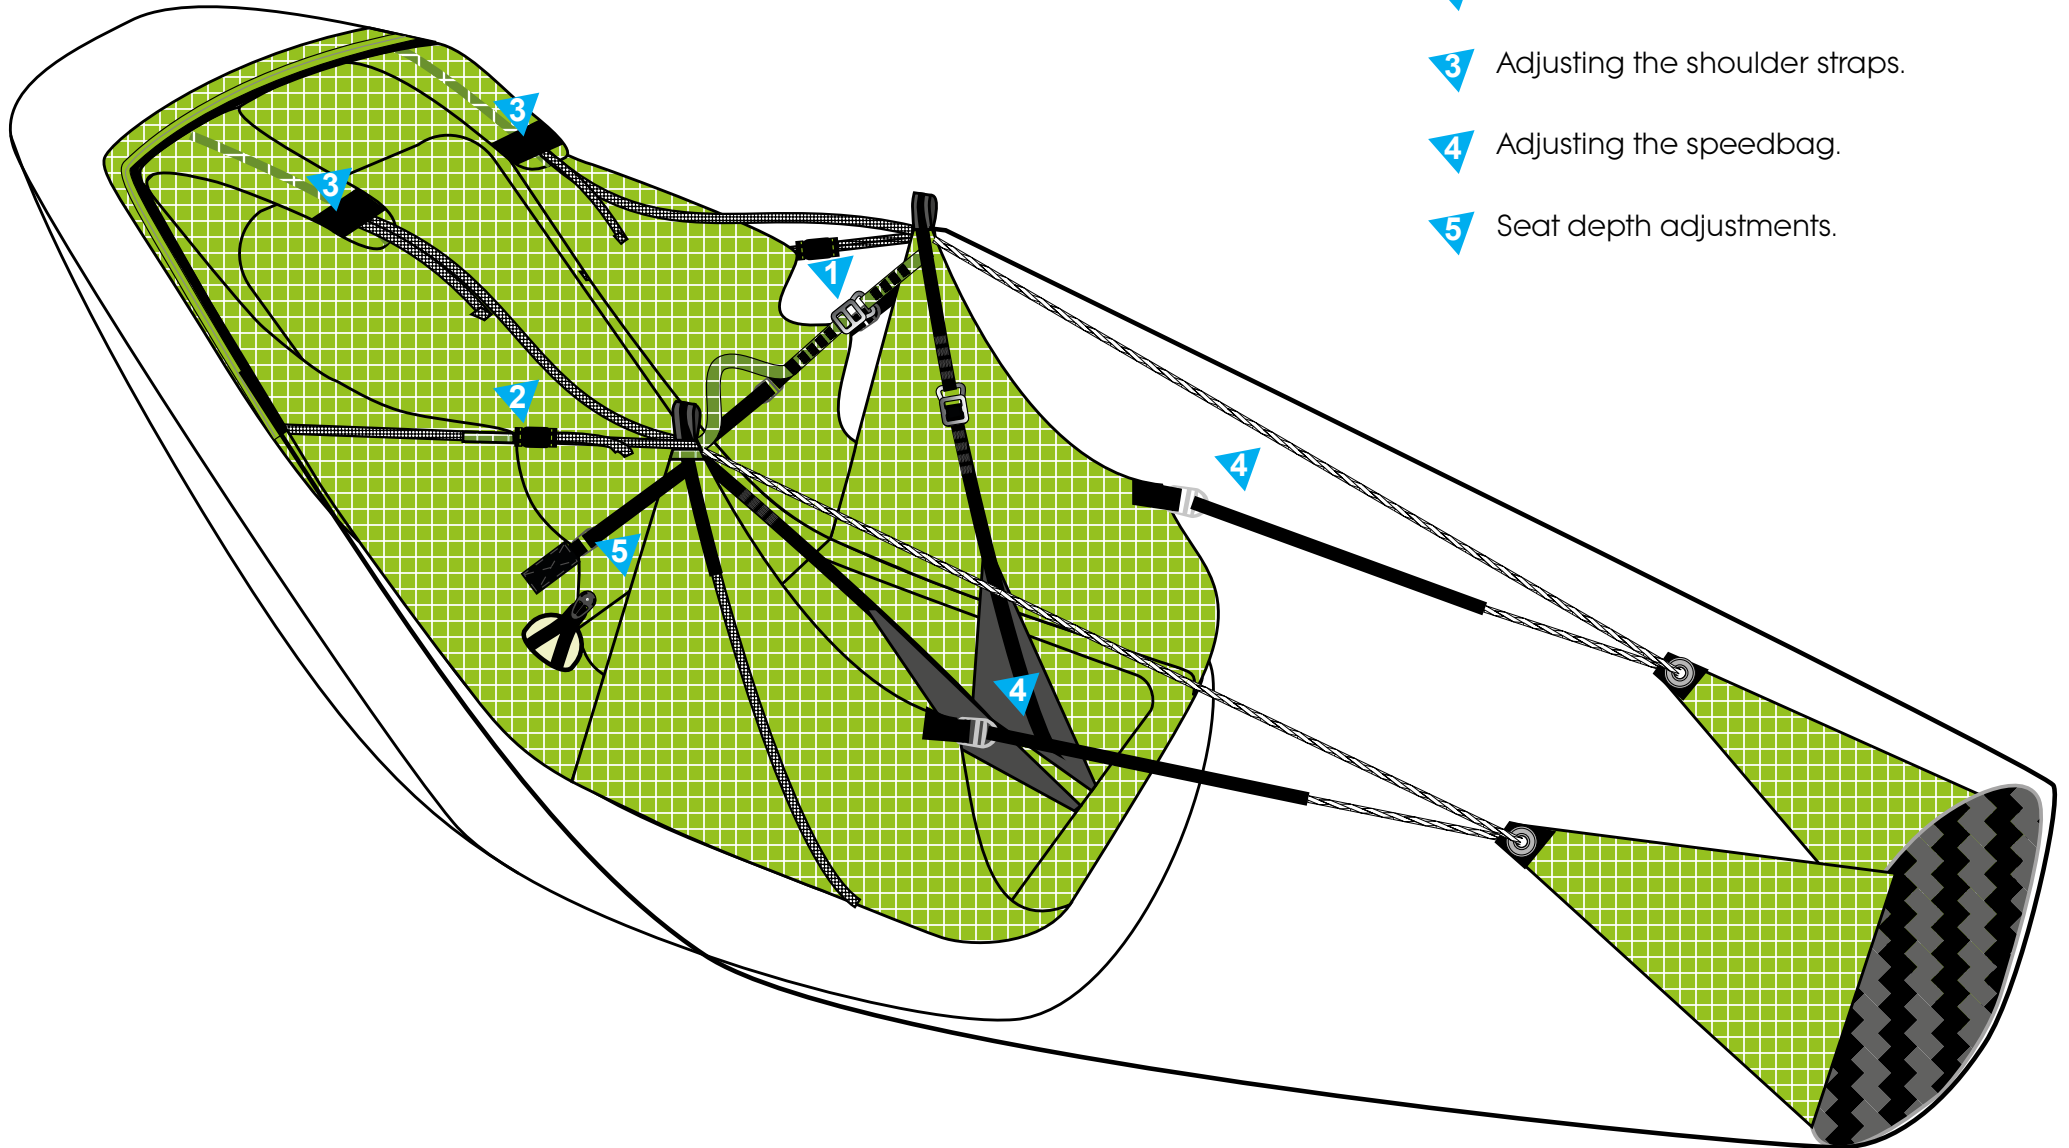 3 Adjusting the shoulder straps.
4 Adjusting the speedbag.
5 Seat depth adjustments.
3
3
1
2
4
5
4